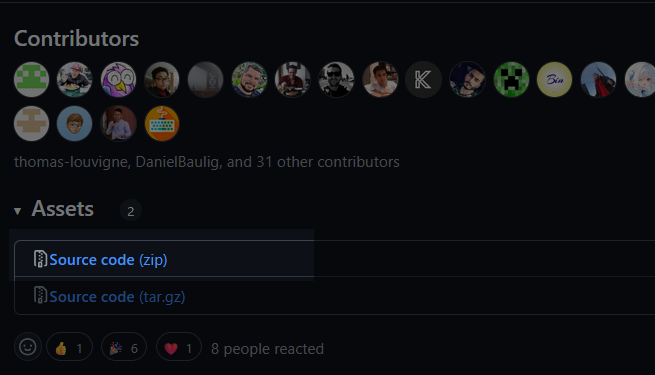 Contributors
K
Bin
thomas-louvigne, DanielBaulig, and 31 other contributors
Assets 2
Source code (zip)
Source code (tar.gz)
1 6 1 8 people reacted